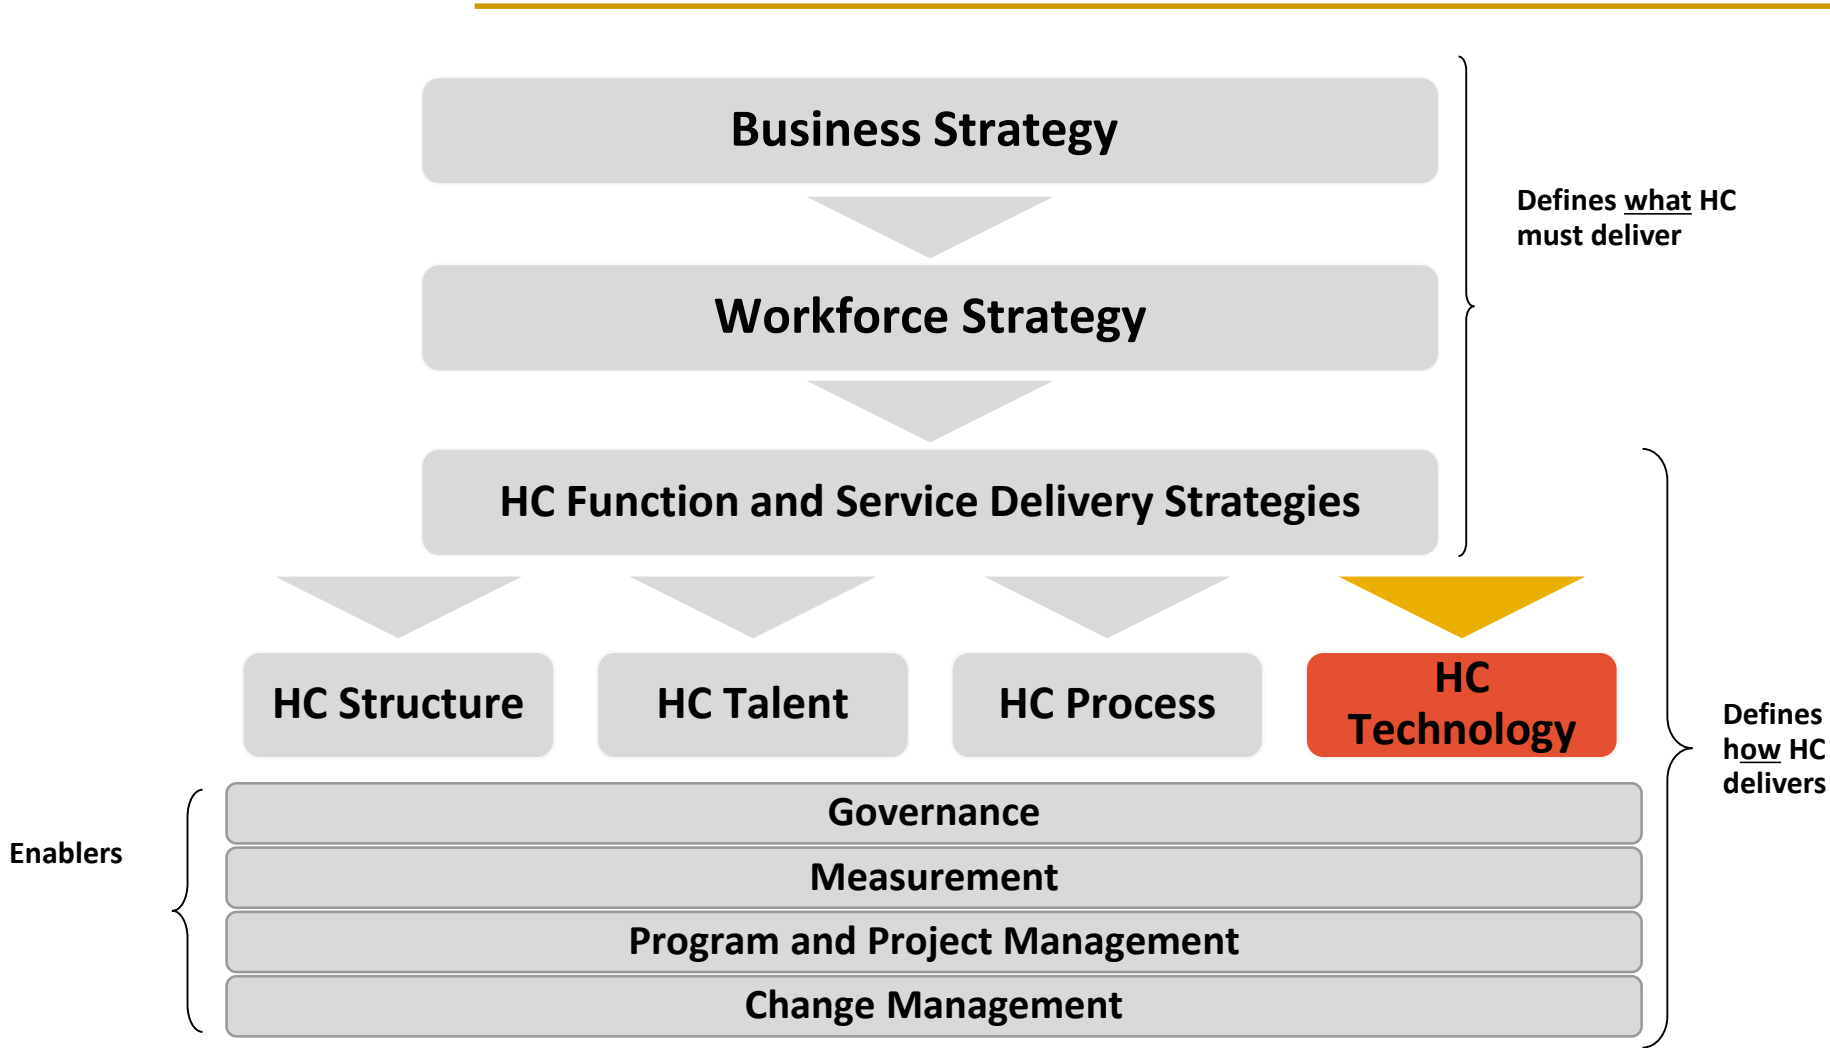 Business Strategy
Defines what HC
must deliver
Workforce Strategy
HC Function and Service Delivery Strategies
HC Structure
HC Talent
HC Process
HC
Technology
Defines
how HC
delivers
Enablers
Governance
Measurement
Program and Project Management
Change Management